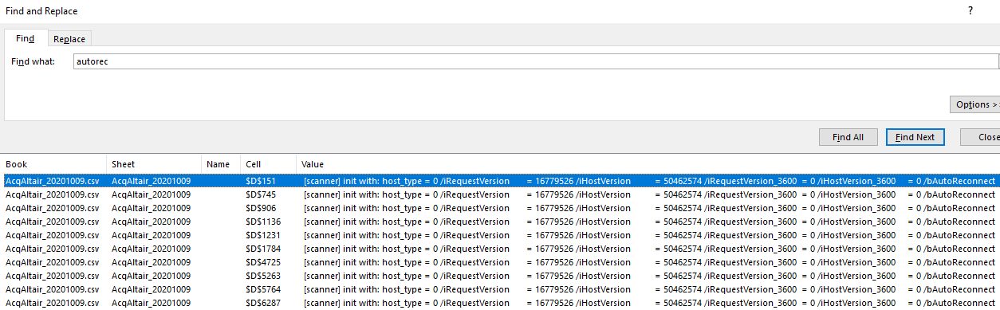 Find and Replace ?
Find Replace
Find what: autorec
Options >
Find All Find Next Close
Book Sheet Name Cell Value
AcqAltair_20201009.csv AcqAltair_20201009 $D$151 [scanner] init with: host_type = 0 /iRequestVersion = 16779526 /iHostVersion = 50462574 /iRequestVersion_3600 = 0 /iHostVersion_3600 = 0 /bAutoReconnect
AcqAltair_20201009.csv AcqAltair_20201009 $D$745 [scanner] init with: host_type = 0 /iRequestVersion = 16779526 /iHostVersion = 50462574 /iRequestVersion_3600 = 0 /iHostVersion_3600 = 0 /bAutoReconnect
AcqAltair_20201009.csv AcqAltair_20201009 $D$906 [scanner] init with: host_type = 0 /iRequestVersion = 16779526 /iHostVersion = 50462574 /iRequestVersion_3600 = 0 /iHostVersion_3600 = 0 /bAutoReconnect
AcqAltair_20201009.csv AcqAltair_20201009 $D$1136 [scanner] init with: host_type = 0 /iRequestVersion = 16779526 /iHostVersion = 50462574 /iRequestVersion_3600 = 0 /iHostVersion_3600 = 0 /bAutoReconnect
AcqAltair_20201009.csv AcqAltair_20201009 $D$1231 [scanner] init with: host_type = 0 /iRequestVersion = 16779526 /iHostVersion = 50462574 /iRequestVersion_3600 = 0 /iHostVersion_3600 = 0 /bAutoReconnect
AcqAltair_20201009.csv AcqAltair_20201009 $D$1784 [scanner] init with: host_type = 0 /iRequestVersion = 16779526 /iHostVersion = 50462574 /iRequestVersion_3600 = 0 /iHostVersion_3600 = 0 /bAutoReconnect
AcqAltair_20201009.csv AcqAltair_20201009 $D$4725 [scanner] init with: host_type = 0 /iRequestVersion = 16779526 /iHostVersion = 50462574 /iRequestVersion_3600 = 0 /iHostVersion_3600 = 0 /bAutoReconnect
AcqAltair_20201009.csv AcqAltair_20201009 $D$5263 [scanner] init with: host_type = 0 /iRequestVersion = 16779526 /iHostVersion = 50462574 /iRequestVersion_3600 = 0 /iHostVersion_3600 = 0 /bAutoReconnect
AcqAltair_20201009.csv AcqAltair_20201009 $D$5764 [scanner] init with: host_type = 0 /iRequestVersion = 16779526 /iHostVersion = 50462574 /iRequestVersion_3600 = 0 /iHostVersion_3600 = 0 /bAutoReconnect
AcqAltair_20201009.csv AcqAltair_20201009 $D$6287 [scanner] init with: host_type = 0 /iRequestVersion = 16779526 /iHostVersion = 50462574 /iRequestVersion_3600 = 0 /iHostVersion_3600 = 0 /bAutoReconnect